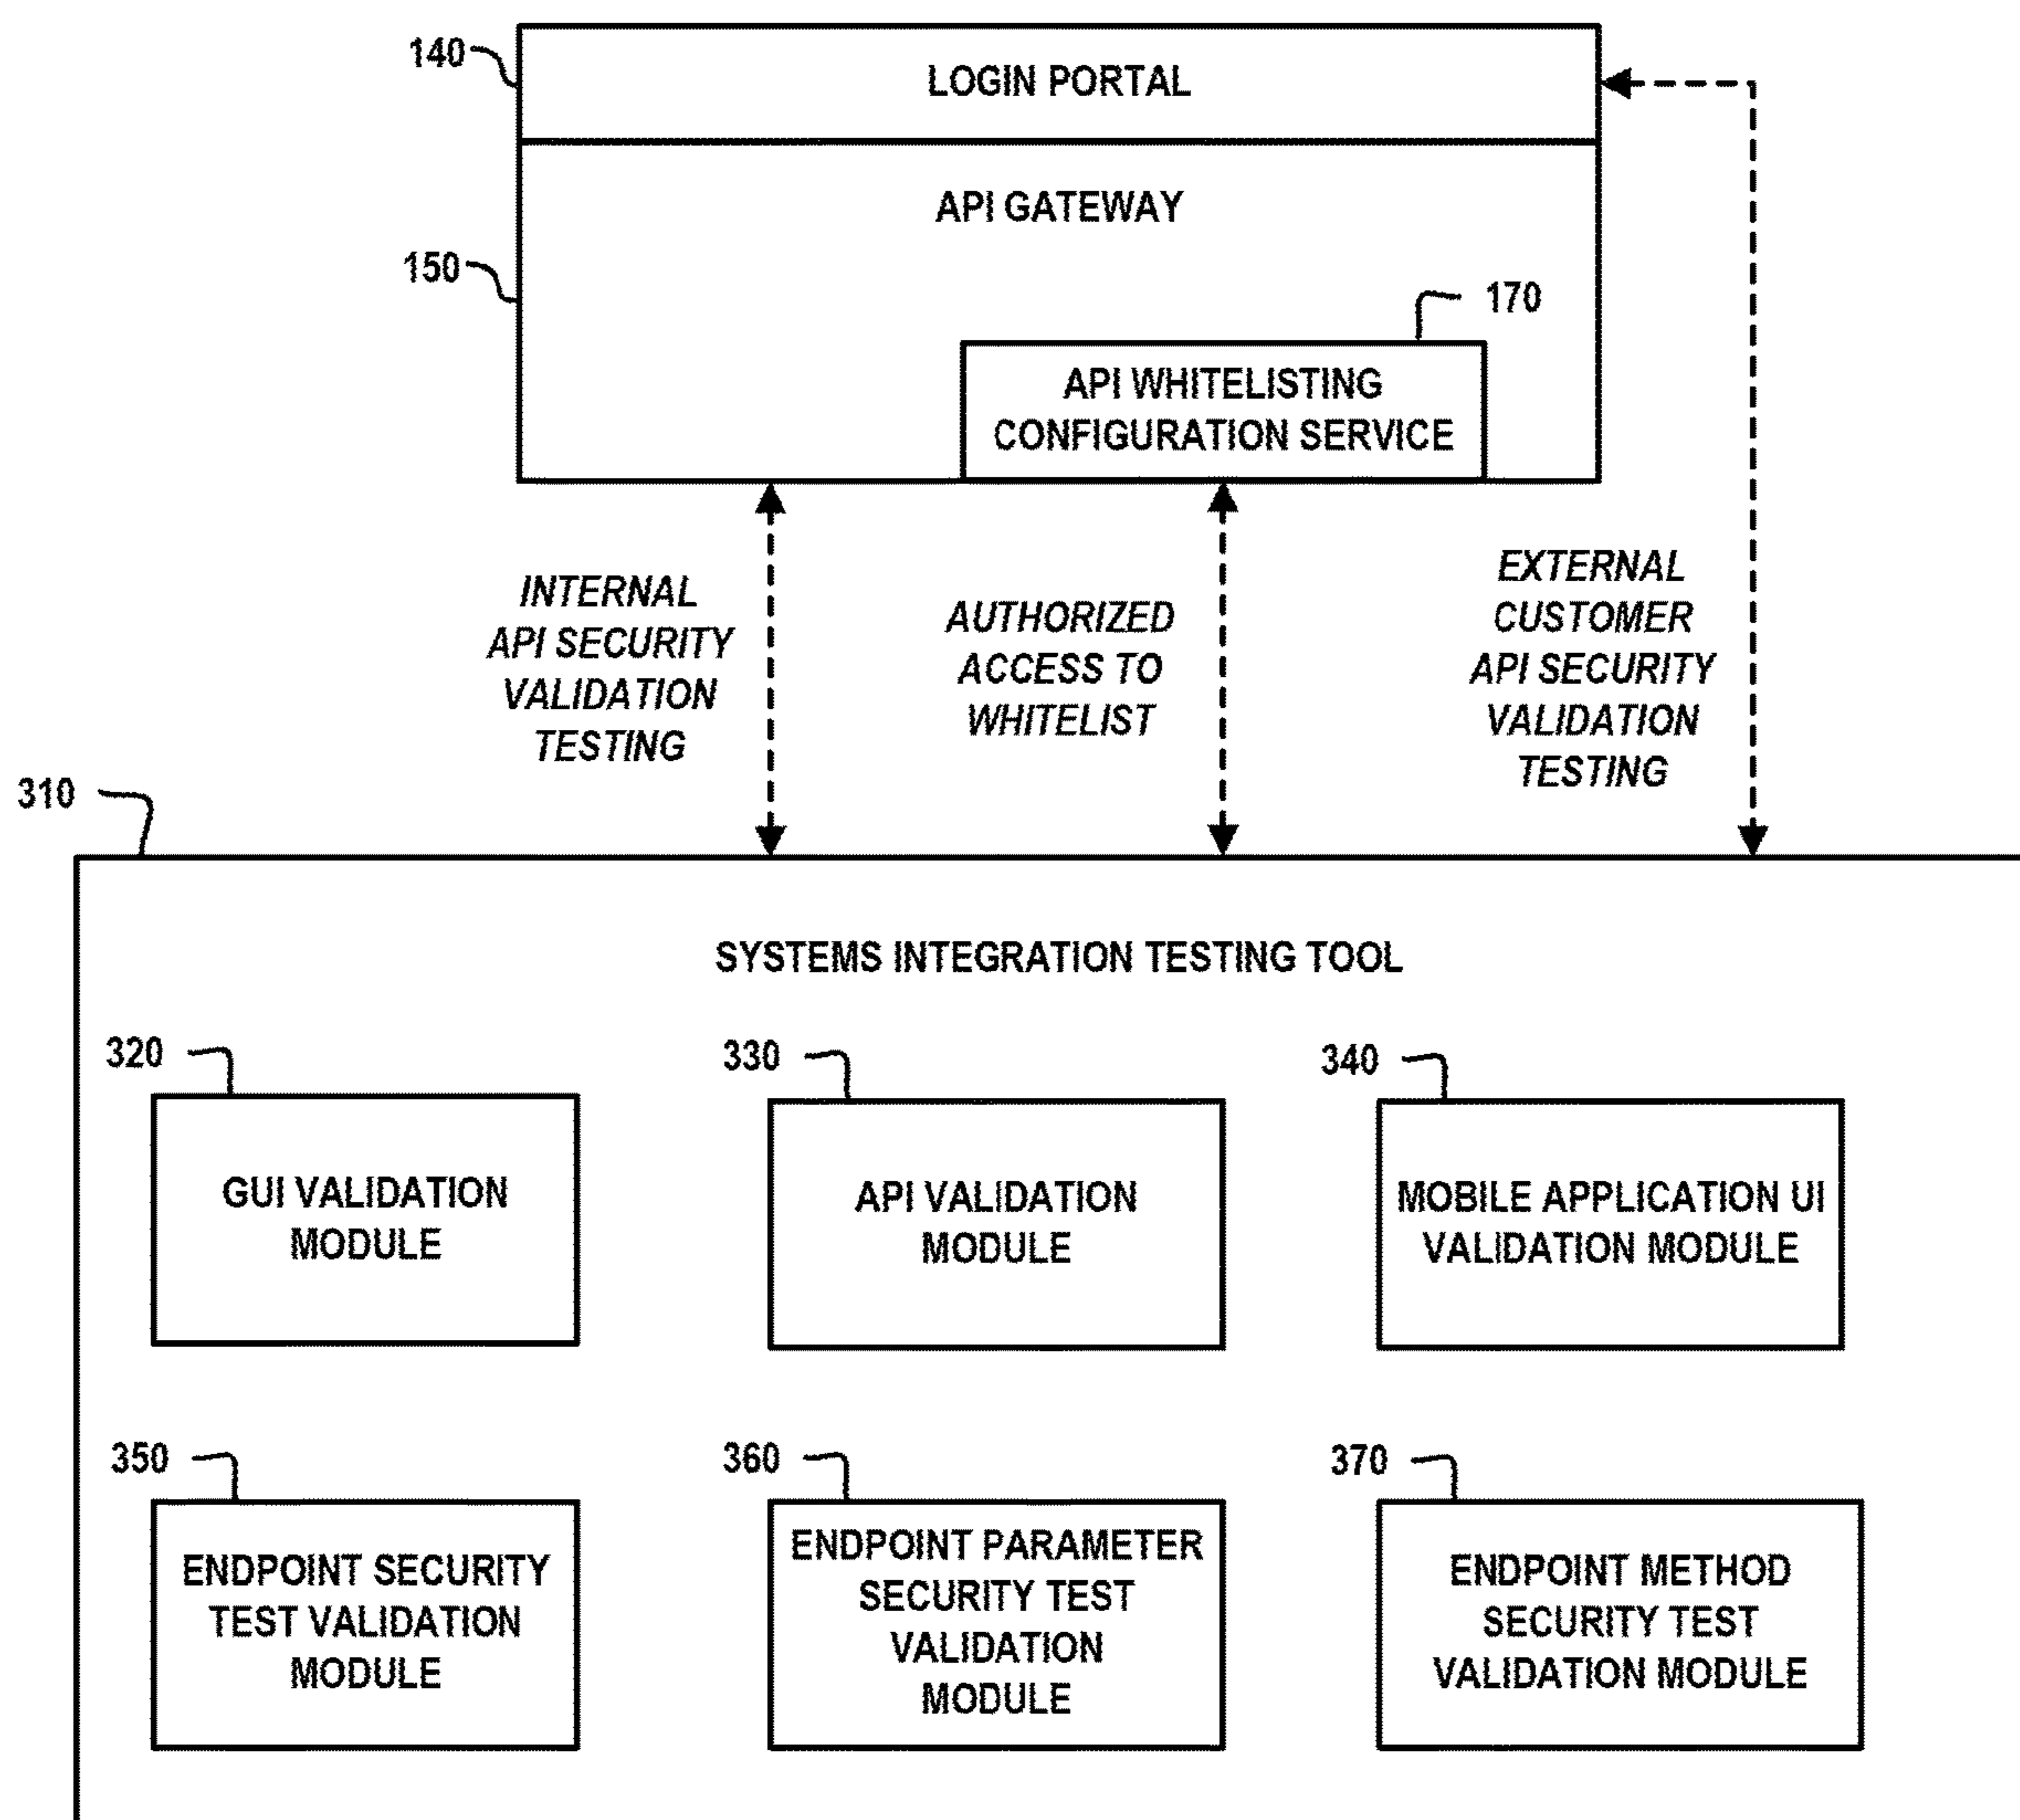 140
LOGIN PORTAL
API GATEWAY
150
170
API WHITELISTING
CONFIGURATION SERVICE
INTERNAL
API SECURITY
VALIDATION
TESTING
AUTHORIZED
ACCESS TO
WHITELIST
EXTERNAL
CUSTOMER
API SECURITY
VALIDATION
TESTING
310
SYSTEMS INTEGRATION TESTING TOOL
320
GUI VALIDATION
MODULE
330
API VALIDATION
MODULE
340
MOBILE APPLICATION UI
VALIDATION MODULE
350
ENDPOINT SECURITY
TEST VALIDATION
MODULE
360
ENDPOINT PARAMETER
SECURITY TEST
VALIDATION
MODULE
370
ENDPOINT METHOD
SECURITY TEST
VALIDATION MODULE